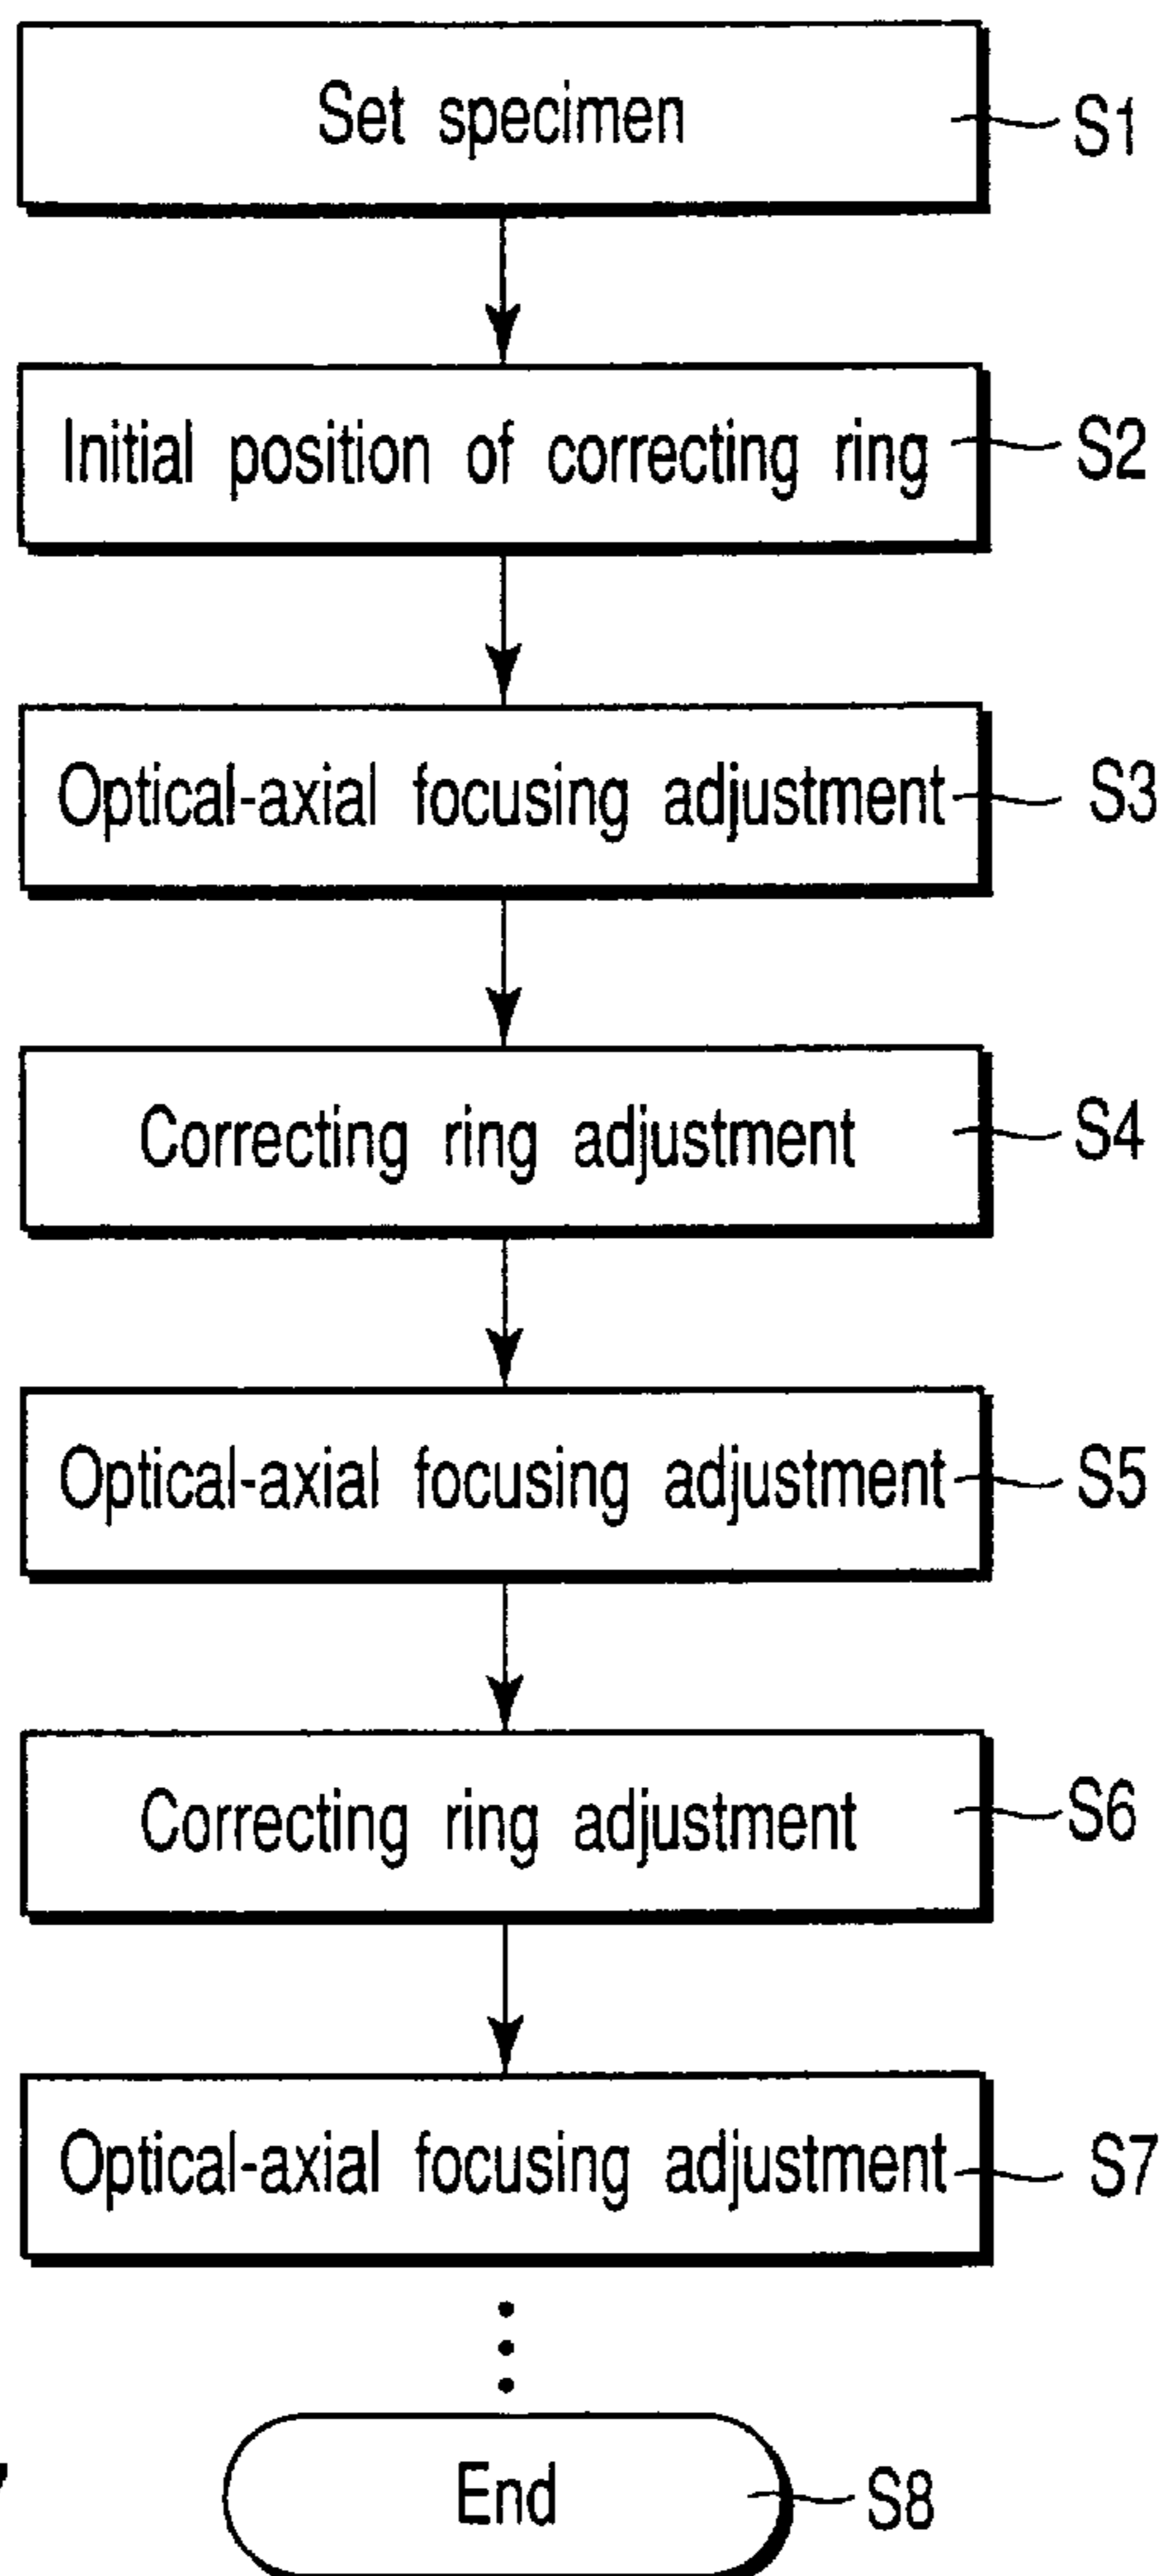 Set specimen S1
Initial position of correcting ring S2
Optical-axial focusing adjustment S3
Correcting ring adjustment S4
Optical-axial focusing adjustment S5
Correcting ring adjustment S6
Optical-axial focusing adjustment S7
End S8